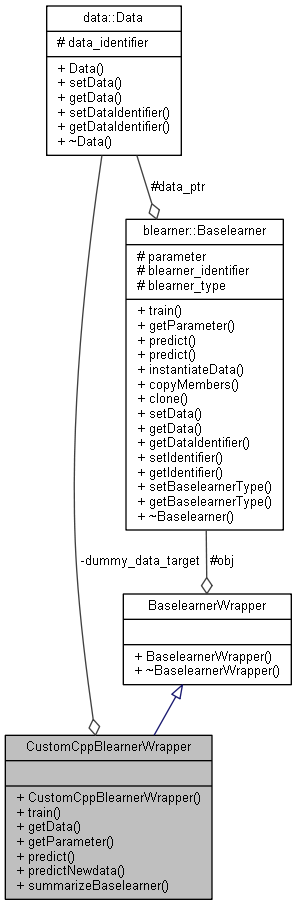 data::Data
# data_identifier
+ Data()
+ setData()
+ getData()
+ setDataIdentifier()
+ getDataIdentifier()
+ ~Data()
#data_ptr
blearner::Baselearner
# parameter
# blearner_identifier
# blearner_type
+ train()
+ getParameter()
+ predict()
+ predict()
+ instantiateData()
+ copyMembers()
+ clone()
+ setData()
+ getData()
+ getDataIdentifier()
+ setIdentifier()
+ getIdentifier()
+ setBaselearnerType()
+ getBaselearnerType()
+ ~Baselearner()
-dummy_data_target
#obj
BaselearnerWrapper
+ BaselearnerWrapper()
+ ~BaselearnerWrapper()
CustomCppBlearnerWrapper
+ CustomCppBlearnerWrapper()
+ train()
+ getData()
+ getParameter()
+ predict()
+ predictNewdata()
+ summarizeBaselearner()